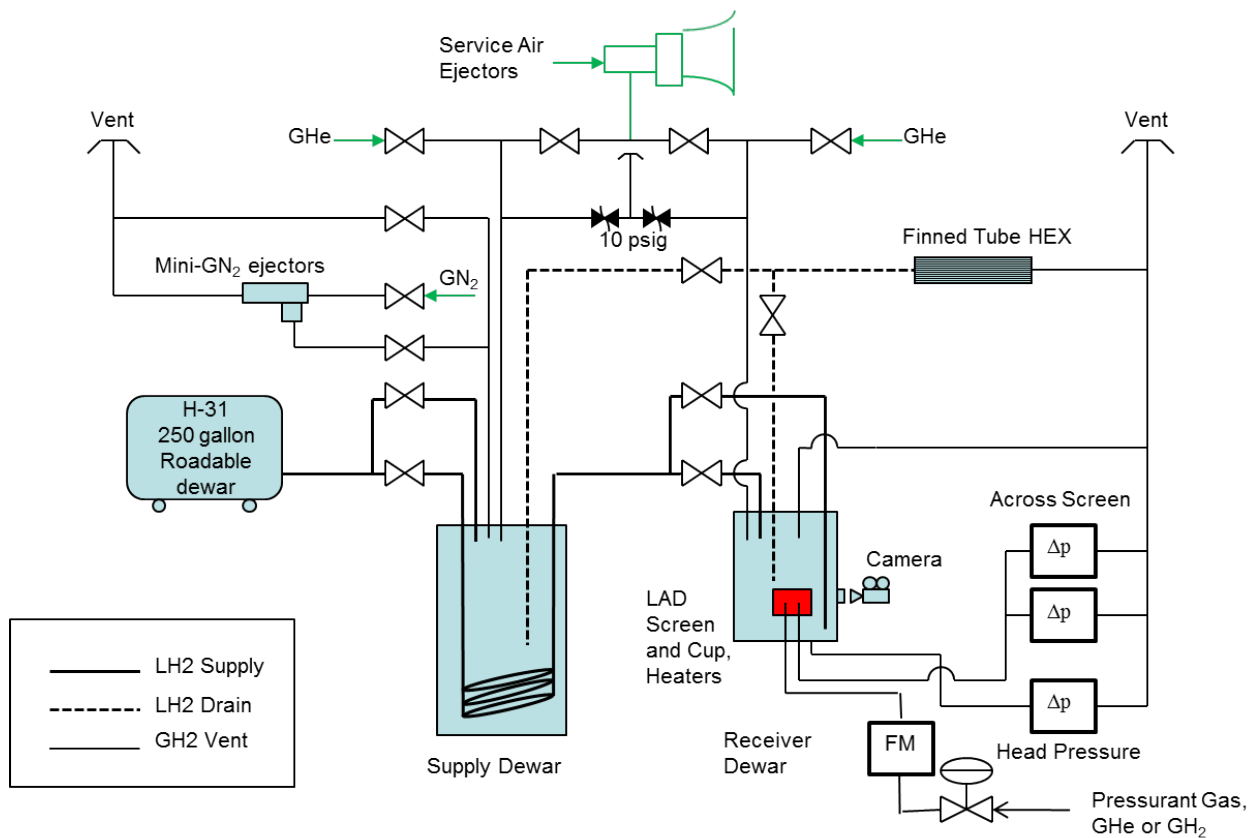 Service Air
Ejectors
Vent
GHe
GHe
Vent
10 psig
Finned Tube HEX
Mini-GN₂ ejectors
GN₂
H-31
250 gallon
Roadable
dewar
Across Screen
Δp
Camera
LAD
Screen
and Cup,
Heaters
Δp
LH2 Supply
LH2 Drain
GH2 Vent
Δp
Supply Dewar
Receiver
Dewar
FM
Head Pressure
Pressurant Gas,
GHe or GH₂